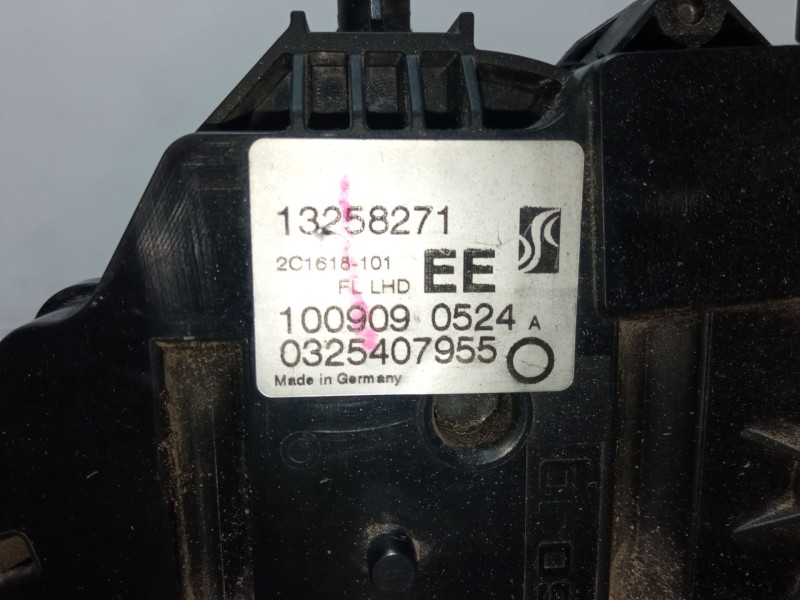 13258271
2C1618-101
EE
FL LHD
100909 0524 A
0325407955
Made in Germany